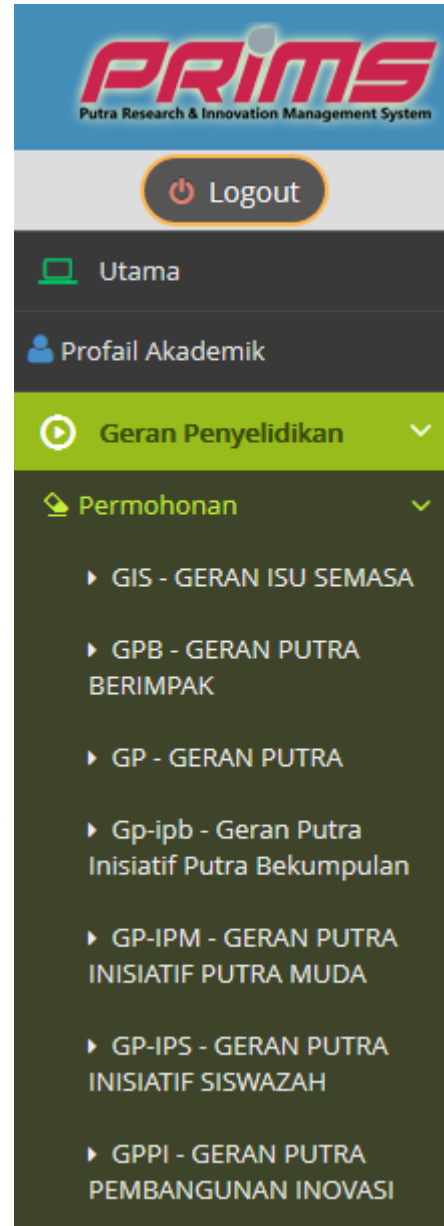 PRiMS
Putra Research & Innovation Management System
Logout
Utama
Profail Akademik
Geran Penyelidikan
Permohonan
GIS - GERAN ISU SEMASA
GPB - GERAN PUTRA
BERIMPAK
GP - GERAN PUTRA
Gp-ipb - Geran Putra
Inisiatif Putra Bekumpulan
GP-IPM - GERAN PUTRA
INISIATIF PUTRA MUDA
GP-IPS - GERAN PUTRA
INISIATIF SISWAZAH
GPPI - GERAN PUTRA
PEMBANGUNAN INOVASI